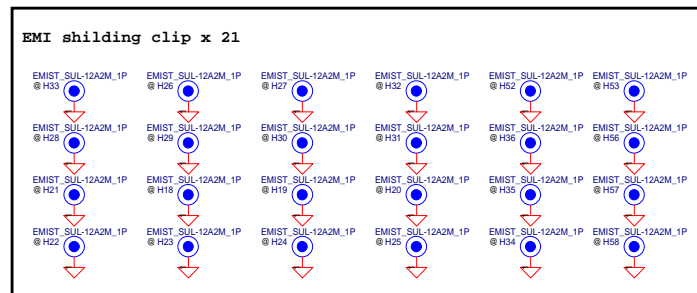 EMI shilding clip x 21
EMIST_SUL-12A2M_1P EMIST_SUL-12A2M_1P EMIST_SUL-12A2M_1P EMIST_SUL-12A2M_1P EMIST_SUL-12A2M_1P EMIST_SUL-12A2M_1P
@ H33 @ H26 @ H27 @ H32 @ H52 @ H53
EMIST_SUL-12A2M_1P EMIST_SUL-12A2M_1P EMIST_SUL-12A2M_1P EMIST_SUL-12A2M_1P EMIST_SUL-12A2M_1P EMIST_SUL-12A2M_1P
@ H28 @ H29 @ H30 @ H31 @ H36 @ H56
EMIST_SUL-12A2M_1P EMIST_SUL-12A2M_1P EMIST_SUL-12A2M_1P EMIST_SUL-12A2M_1P EMIST_SUL-12A2M_1P EMIST_SUL-12A2M_1P
@ H21 @ H18 @ H19 @ H20 @ H35 @ H57
EMIST_SUL-12A2M_1P EMIST_SUL-12A2M_1P EMIST_SUL-12A2M_1P EMIST_SUL-12A2M_1P EMIST_SUL-12A2M_1P EMIST_SUL-12A2M_1P
@ H22 @ H23 @ H24 @ H25 @ H34 @ H58